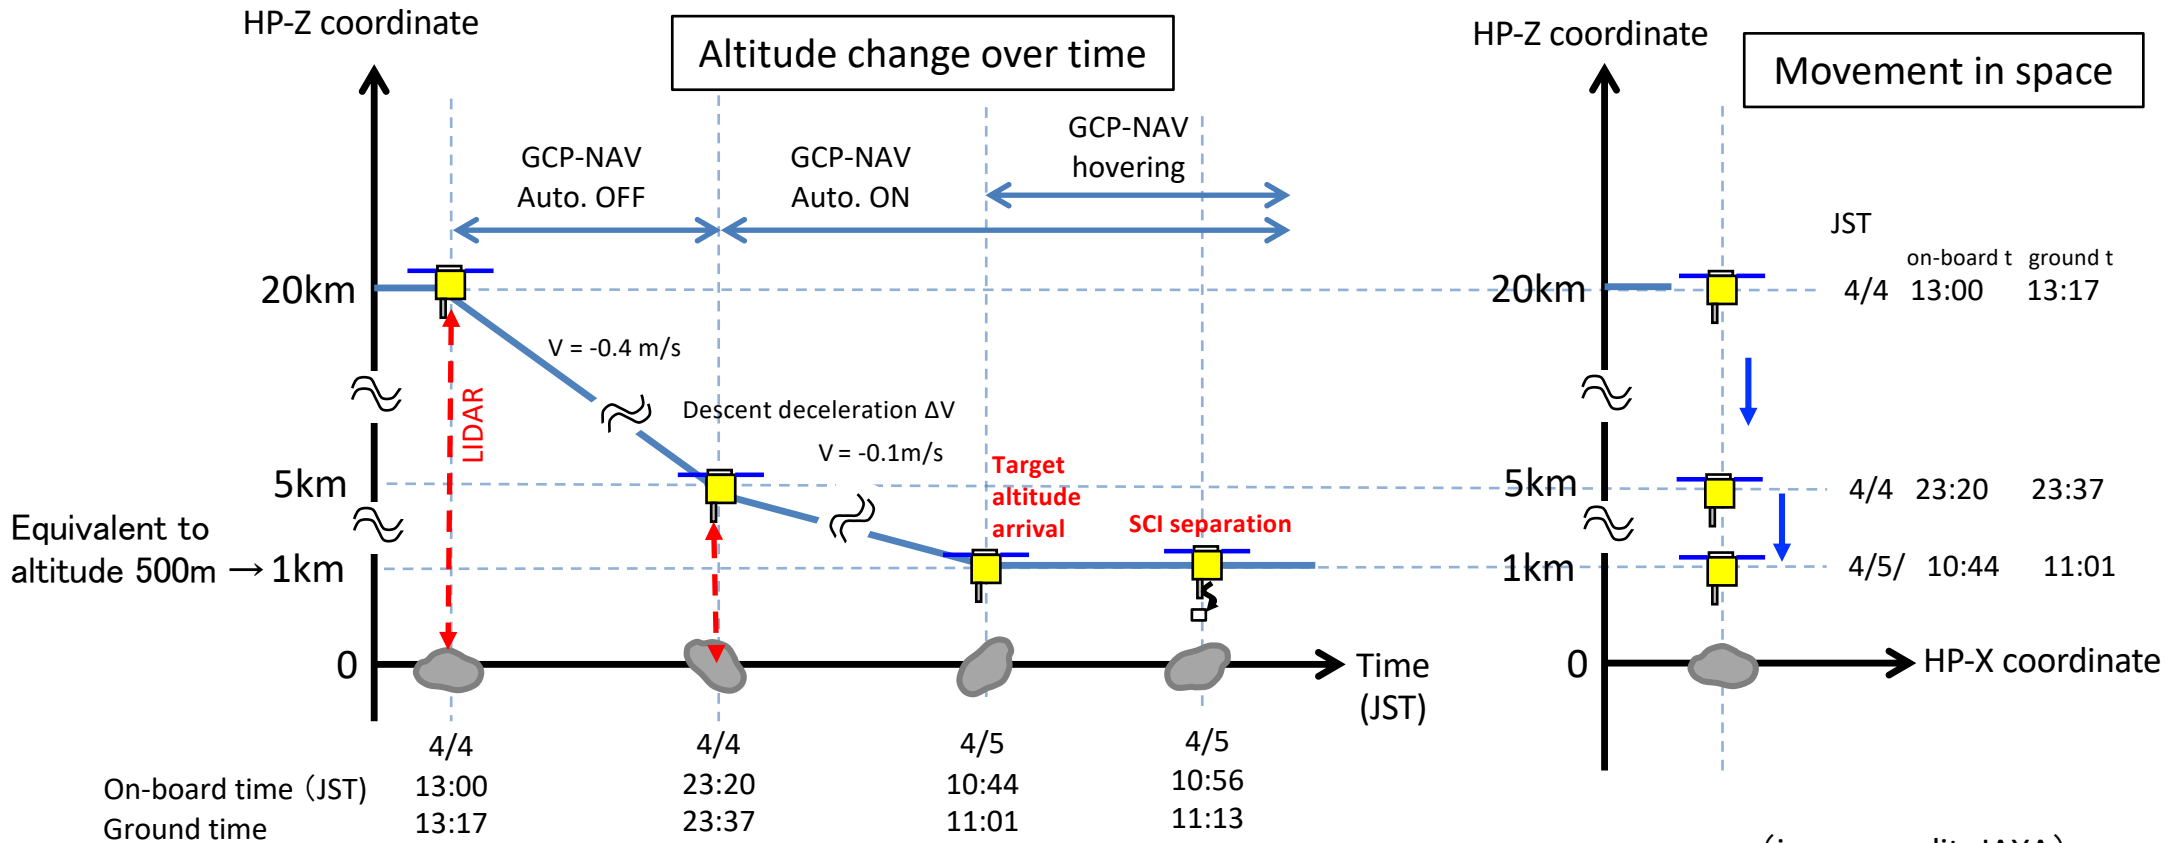 HP-Z coordinate
Altitude change over time
HP-Z coordinate
Movement in space
GCP-NAV
Auto. OFF
GCP-NAV
Auto. ON
GCP-NAV
hovering
JST
on-board t ground t
20km
20km
4/4 13:00 13:17
V = -0.4 m/s
LIDAR
Descent deceleration ΔV
V = -0.1m/s
5km
Target
altitude
arrival
5km
4/4 23:20 23:37
SCI separation
Equivalent to
altitude 500m → 1km
1km
4/5/ 10:44 11:01
0
Time
(JST)
0
HP-X coordinate
4/4 4/4 4/5 4/5
On-board time (JST) 13:00 23:20 10:44 10:56
Ground time 13:17 23:37 11:01 11:13